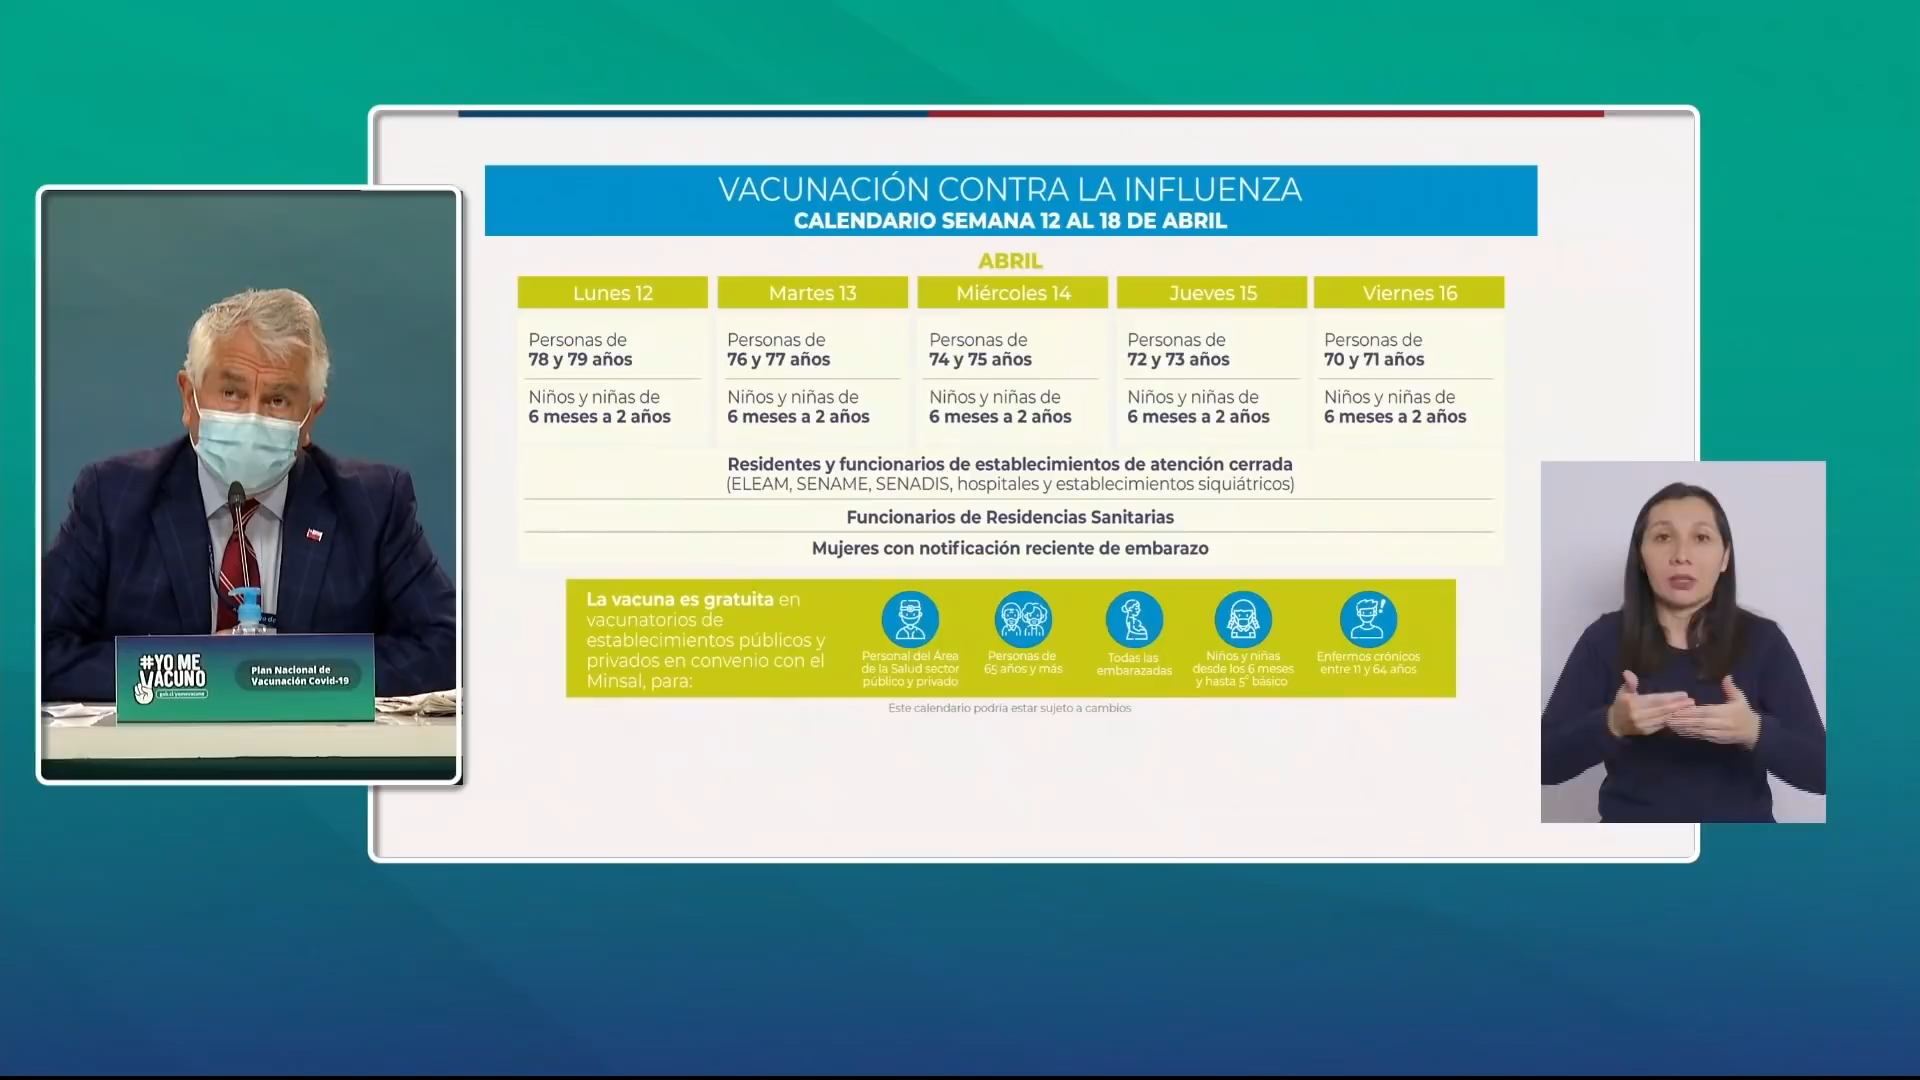 VACUNACIÓN CONTRA LA INFLUENZA
CALENDARIO SEMANA 12 AL 18 DE ABRIL
ABRIL
Lunes 12
Martes 13
Miércoles 14
Jueves 15
Viernes 16
Personas de
78 y 79 años
Personas de
76 y 77 años
Personas de
74 y 75 años
Personas de
72 y 73 años
Personas de
70 y 71 años
Niños y niñas de
6 meses a 2 años
Niños y niñas de
6 meses a 2 años
Niños y niñas de
6 meses a 2 años
Niños y niñas de
6 meses a 2 años
Niños y niñas de
6 meses a 2 años
Residentes y funcionarios de establecimientos de atención cerrada
(ELEAM, SENAME, SENADIS, hospitales y establecimientos siquiátricos)
Funcionarios de Residencias Sanitarias
Mujeres con notificación reciente de embarazo
La vacuna es gratuita en
vacunatorios de
establecimientos públicos y
privados en convenio con el
Minsal, para:
Personal del Área
de la Salud sector
público y privado
Personas de
65 años y más
Todas las
embarazadas
Niños y niñas
desde los 6 meses
y hasta 5° básico
Enfermos crónicos
entre 11 y 64 años
Este calendario podría estar sujeto a cambios
#YO ME
VACUNO
Plan Nacional de
Vacunación Covid-19